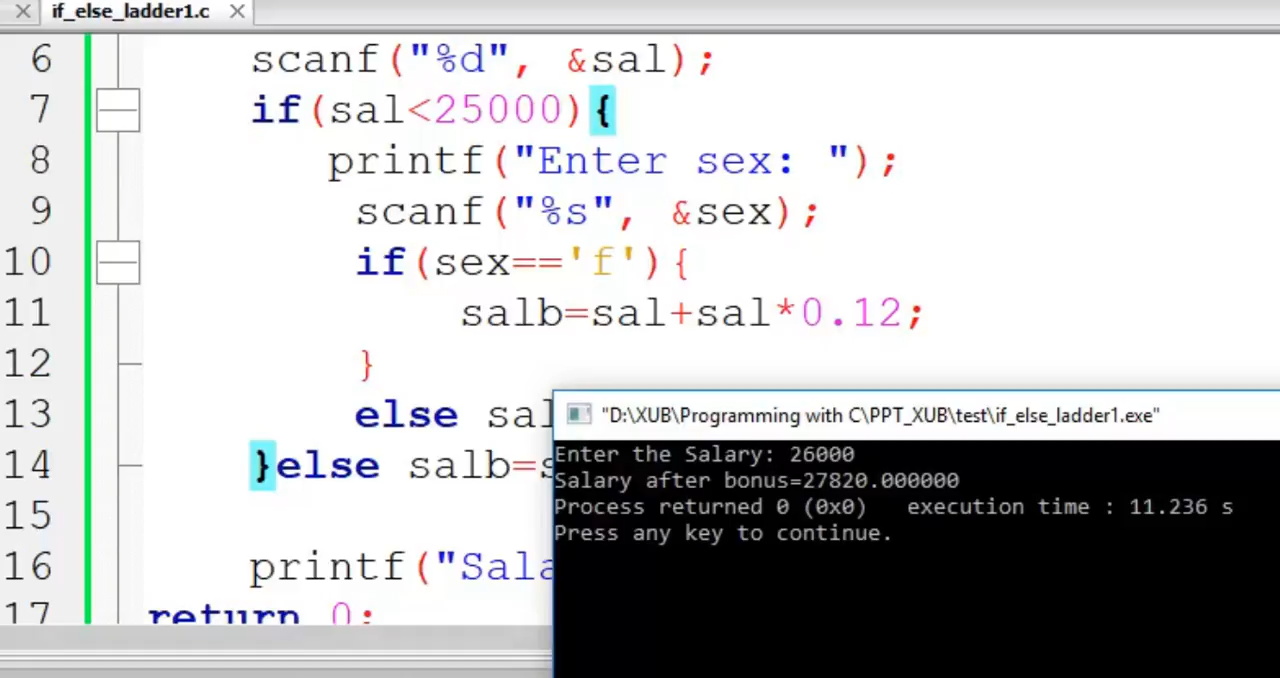 if_else_ladder1.c
6 scanf("%d", &sal);
7 if(sal<25000){
8 printf("Enter sex: ");
9 scanf("%s", &sex);
10 if(sex=='f'){
11 salb=sal+sal*0.12;
12 }
13 else sal
14 }else salb=s
15
16 printf("Sala
17 return 0;
"D:\XUB\Programming with C\PPT_XUB\test\if_else_ladder1.exe"
Enter the Salary: 26000
Salary after bonus=27820.000000
Process returned 0 (0x0) execution time : 11.236 s
Press any key to continue.